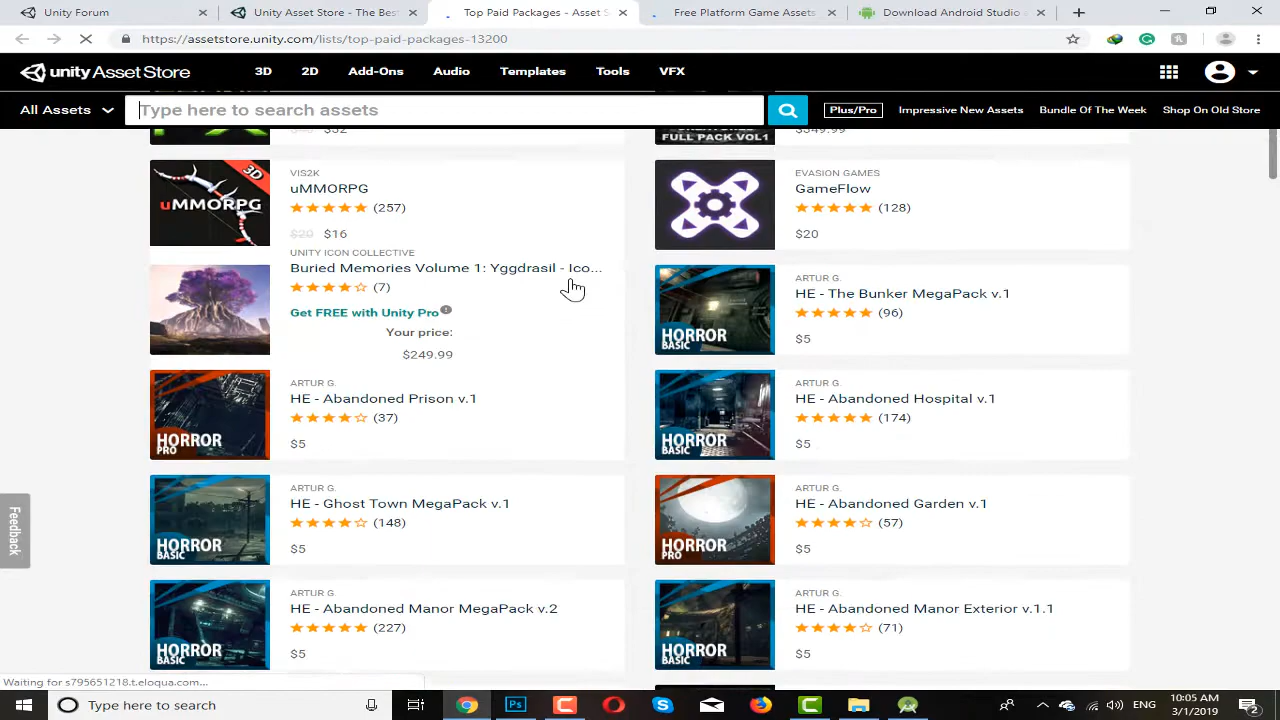 Unity Forum
Unity Asset Store - The Bes
Top Paid Packages - Asset S
Free Platform Game Assets
Download Android Studio
https://assetstore.unity.com/lists/top-paid-packages-13200
unity Asset Store
3D 2D Add-Ons Audio Templates Tools VFX
All Assets
Type here to search assets
Plus/Pro
Impressive New Assets
Bundle Of The Week
Shop On Old Store
$32
FULL PACK VOL1
$349.99
3D
uMMORPG
VIS2K
uMMORPG
(257)
$20 $16
EVASION GAMES
GameFlow
(128)
$20
UNITY ICON COLLECTIVE
Buried Memories Volume 1: Yggdrasil - Ico...
(7)
Get FREE with Unity Pro
Your price:
$249.99
HORROR
BASIC
ARTUR G.
HE - The Bunker MegaPack v.1
(96)
$5
HORROR
PRO
ARTUR G.
HE - Abandoned Prison v.1
(37)
$5
HORROR
BASIC
ARTUR G.
HE - Abandoned Hospital v.1
(174)
$5
HORROR
BASIC
ARTUR G.
HE - Ghost Town MegaPack v.1
(148)
$5
HORROR
PRO
ARTUR G.
HE - Abandoned Garden v.1
(57)
$5
HORROR
BASIC
ARTUR G.
HE - Abandoned Manor MegaPack v.2
(227)
$5
HORROR
BASIC
ARTUR G.
HE - Abandoned Manor Exterior v.1.1
(71)
$5
Feedback
Waiting for s795651218.t.eloqua.com...
Type here to search
Ps
ENG
10:05 AM
3/1/2019
2